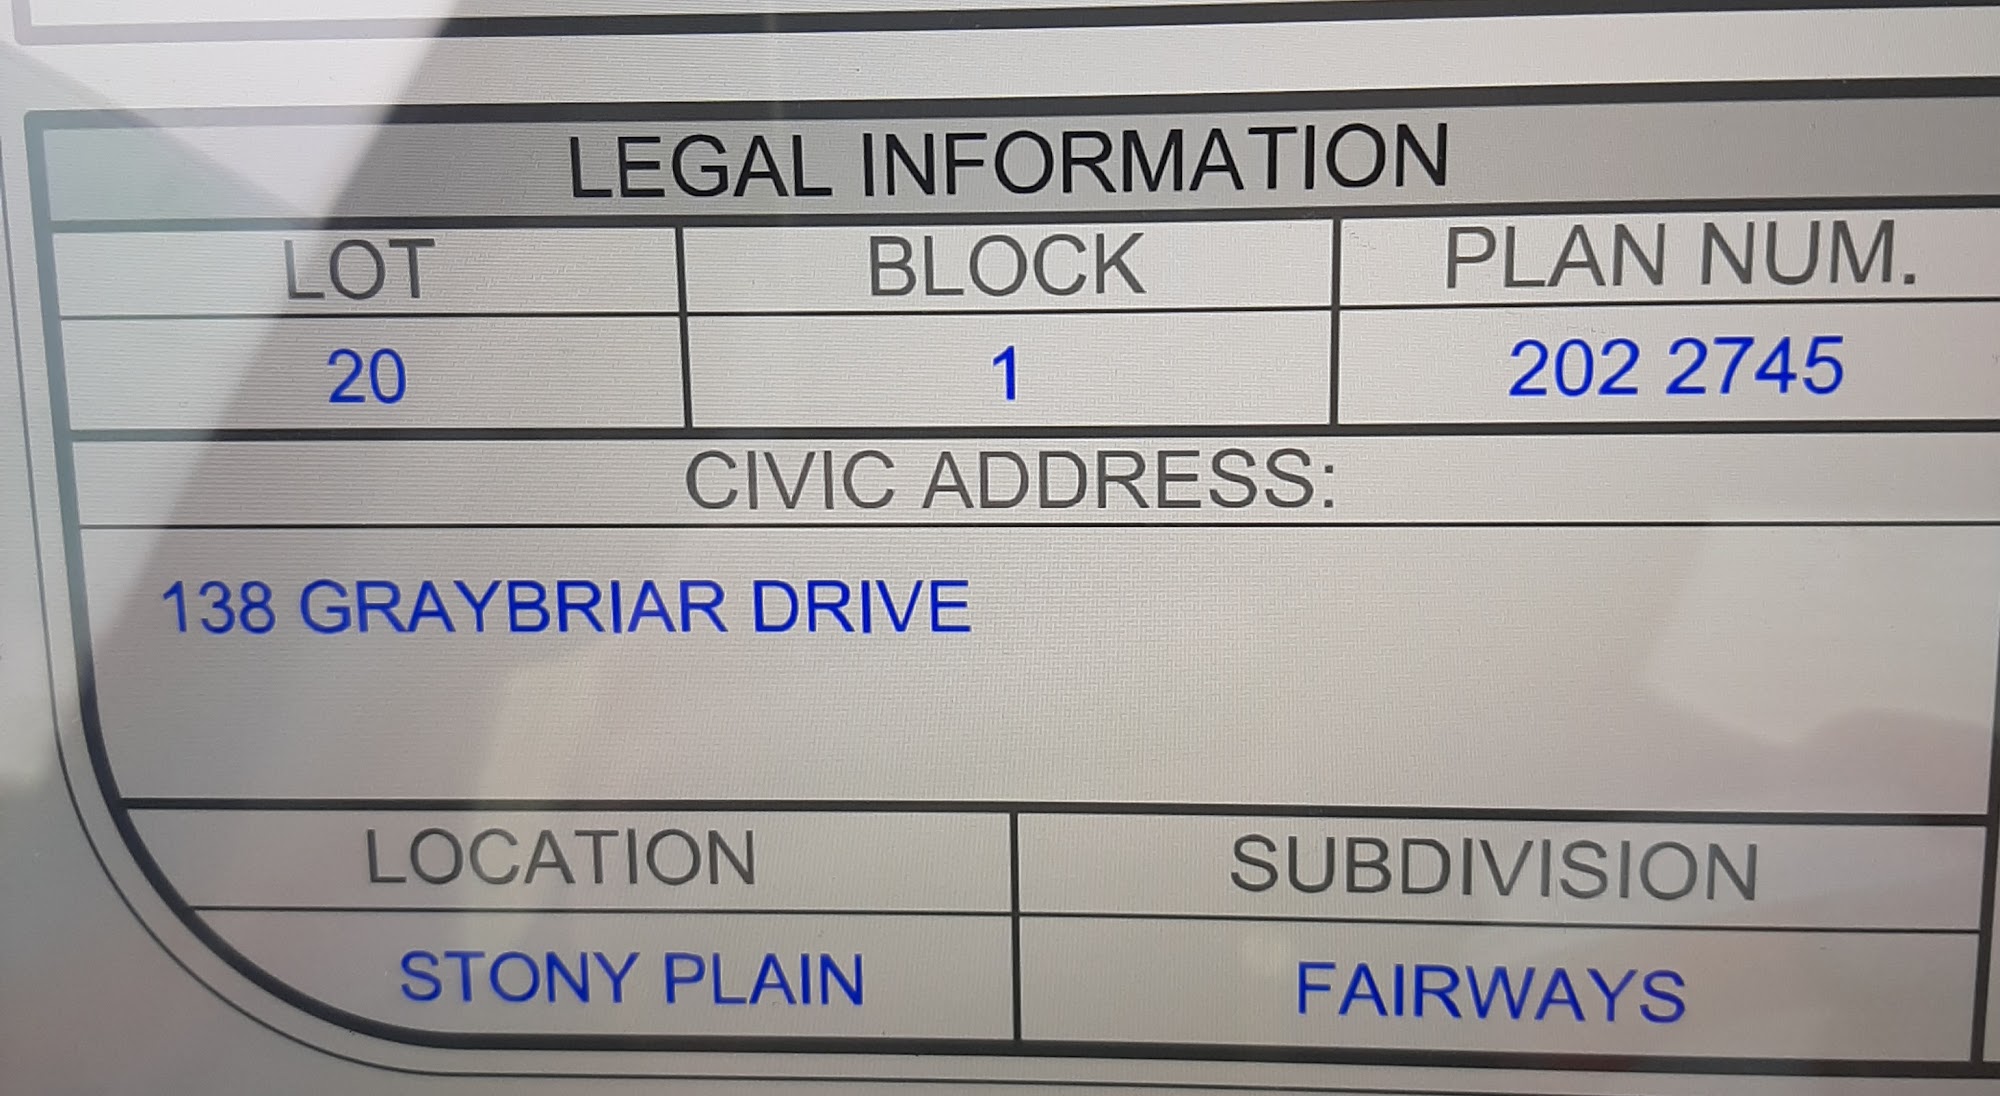 LEGAL INFORMATION
LOT BLOCK PLAN NUM.
20 1 202 2745
CIVIC ADDRESS:
138 GRAYBRIAR DRIVE
LOCATION SUBDIVISION
STONY PLAIN FAIRWAYS